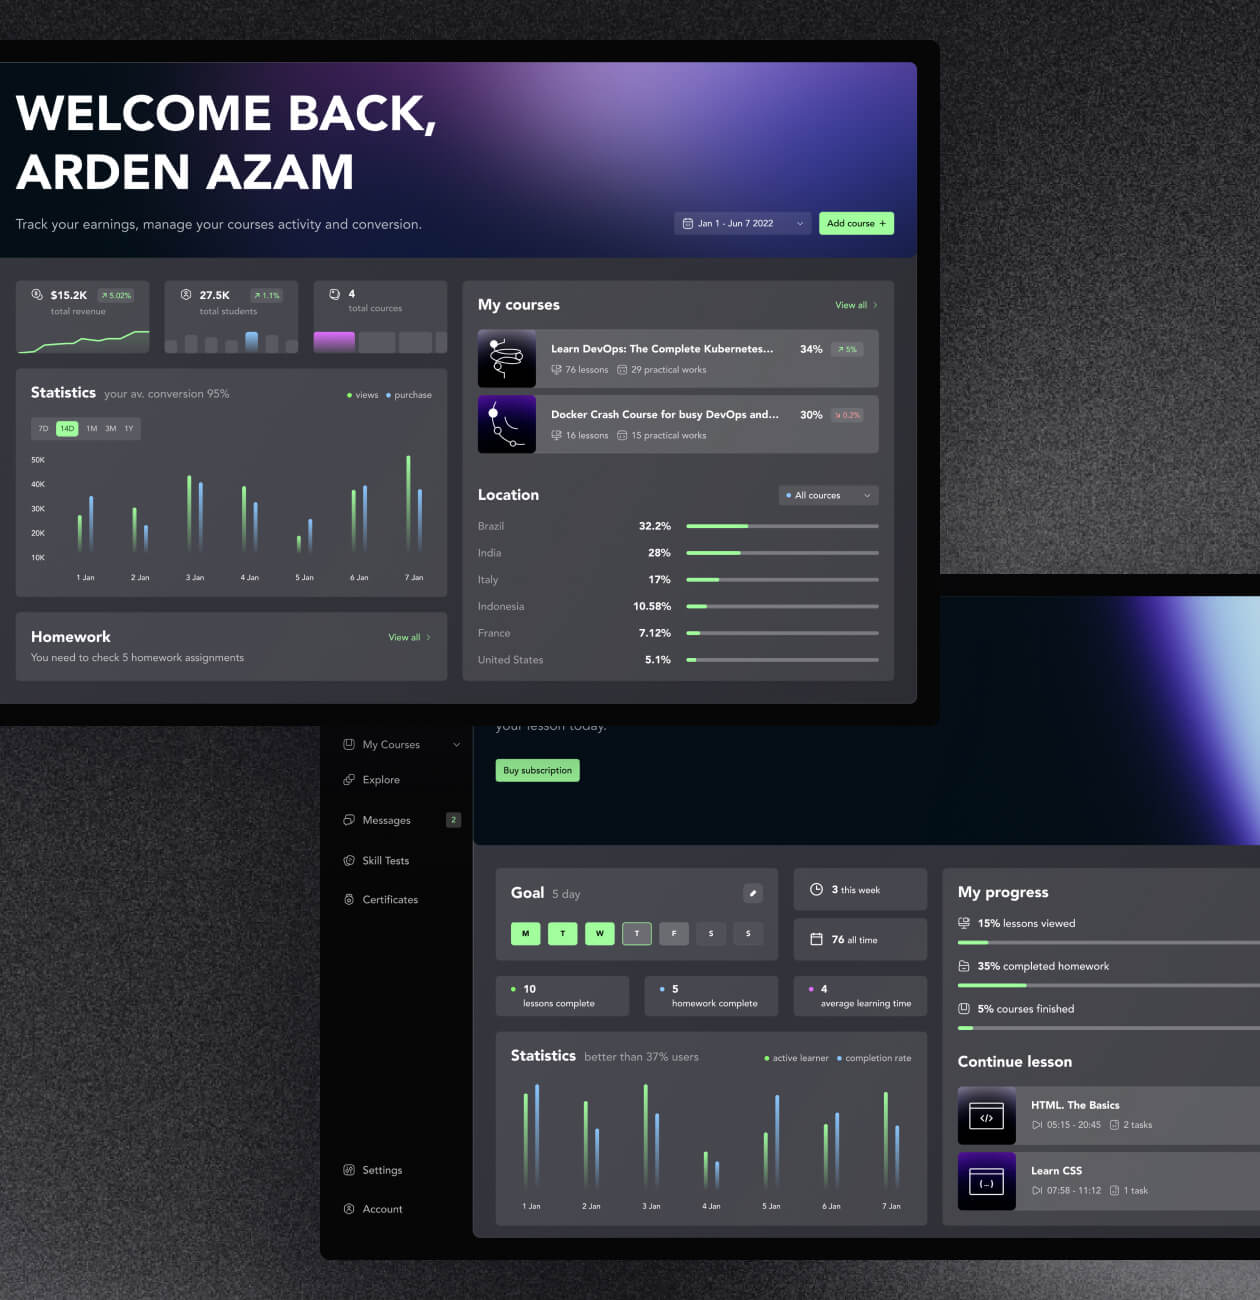 WELCOME BACK,
ARDEN AZAM
Track your earnings, manage your courses activity and conversion.
Jan 1 - Jun 7 2022
Add course +
$15.2K
5.02%
total revenue
27.5K
1.1%
total students
4
total cources
Statistics your av. conversion 95%
views purchase
7D 14D 1M 3M 1Y
50K
40K
30K
20K
10K
1 Jan 2 Jan 3 Jan 4 Jan 5 Jan 6 Jan 7 Jan
Homework
View all
You need to check 5 homework assignments
My courses
View all
Learn DevOps: The Complete Kubernetes...
34% 5%
76 lessons 29 practical works
Docker Crash Course for busy DevOps and...
30% 0.2%
16 lessons 15 practical works
Location
All cources
Brazil 32.2%
India 28%
Italy 17%
Indonesia 10.58%
France 7.12%
United States 5.1%
your lesson today.
Buy subscription
My Courses
Explore
Messages 2
Skill Tests
Certificates
Settings
Account
Goal 5 day
M T W T F S S
3 this week
76 all time
10
lessons complete
5
homework complete
4
average learning time
Statistics better than 37% users
active learner completion rate
1 Jan 2 Jan 3 Jan 4 Jan 5 Jan 6 Jan 7 Jan
My progress
15% lessons viewed
35% completed homework
5% courses finished
Continue lesson
</>
HTML. The Basics
05:15 - 20:45 2 tasks
{...}
Learn CSS
07:58 - 11:12 1 task